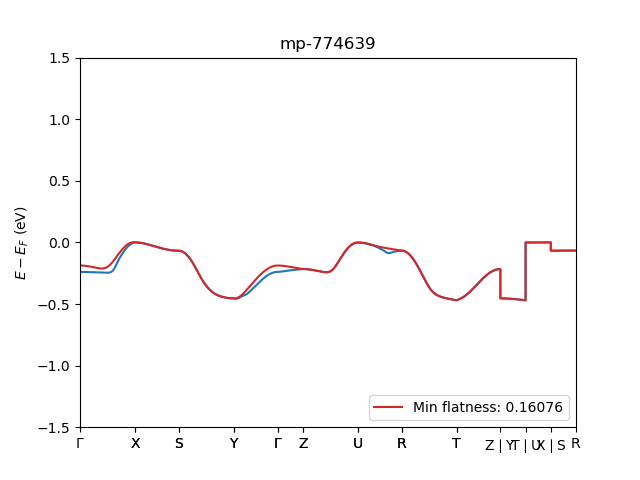 mp-774639
1.5
1.0
0.5
0.0
−0.5
−1.0
−1.5
E − E_F (eV)
Min flatness: 0.16076
Γ X S Y Γ Z U R T Z | Y T | U X | S R